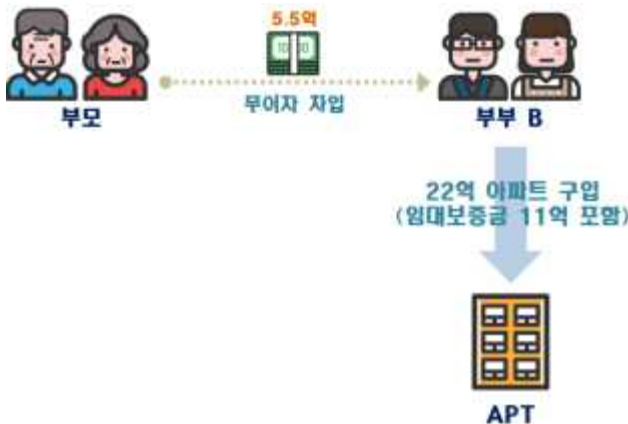 5.5억
부모
무이자 차입
부부 B
22억 아파트 구입
(임대보증금 11억 포함)
APT